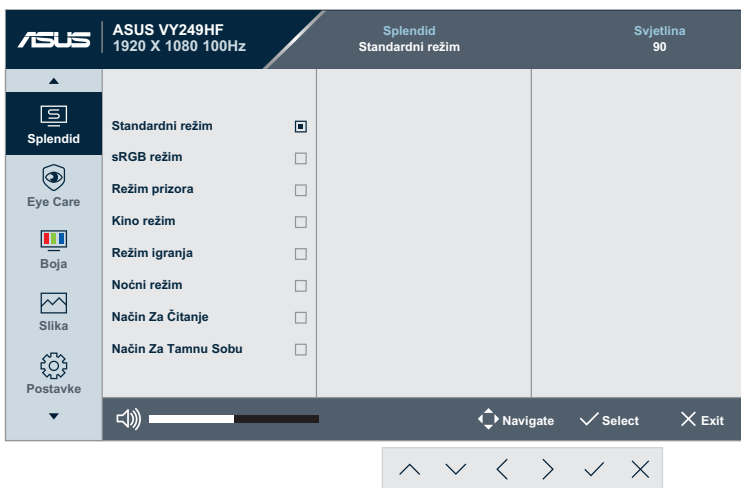 ASUS
ASUS VY249HF
1920 X 1080 100Hz
Splendid
Standardni režim
Svjetlina
90
Splendid
Eye Care
Boja
Slika
Postavke
Standardni režim
sRGB režim
Režim prizora
Kino režim
Režim igranja
Noćni režim
Način Za Čitanje
Način Za Tamnu Sobu
Navigate
Select
Exit